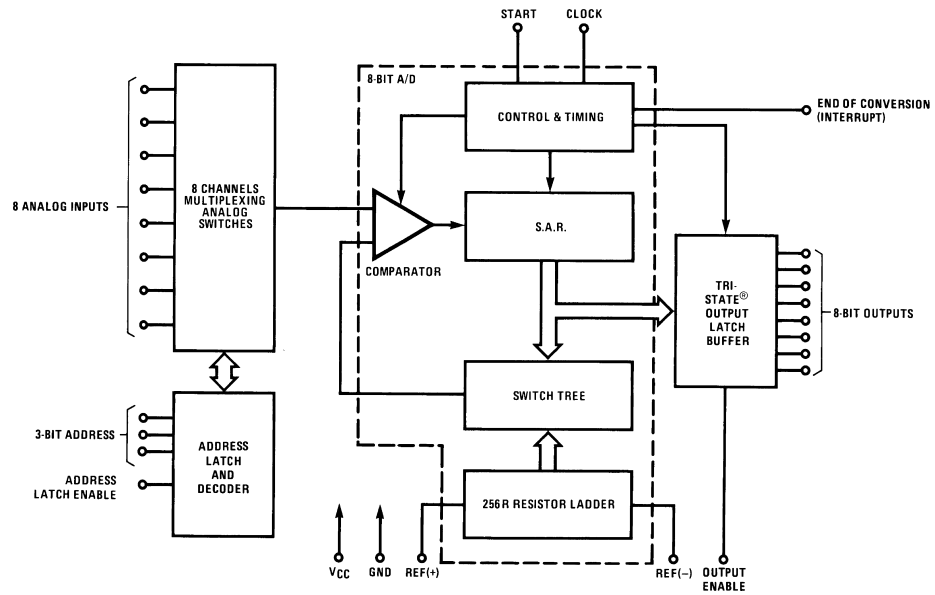 START
CLOCK
8-BIT A/D
CONTROL & TIMING
END OF CONVERSION
(INTERRUPT)
8 ANALOG INPUTS
8 CHANNELS
MULTIPLEXING
ANALOG
SWITCHES
S.A.R.
COMPARATOR
TRI-
STATE®
OUTPUT
LATCH
BUFFER
8-BIT OUTPUTS
SWITCH TREE
3-BIT ADDRESS
ADDRESS
LATCH ENABLE
ADDRESS
LATCH
AND
DECODER
256R RESISTOR LADDER
VCC
GND
REF(+)
REF(−)
OUTPUT
ENABLE